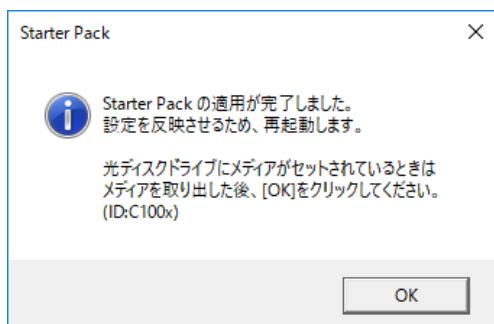 Starter Pack
Starter Pack の適用が完了しました。
設定を反映させるため、再起動します。
光ディスクドライブにメディアがセットされているときは
メディアを取り出した後、[OK]をクリックしてください。
(ID:C100x)
OK